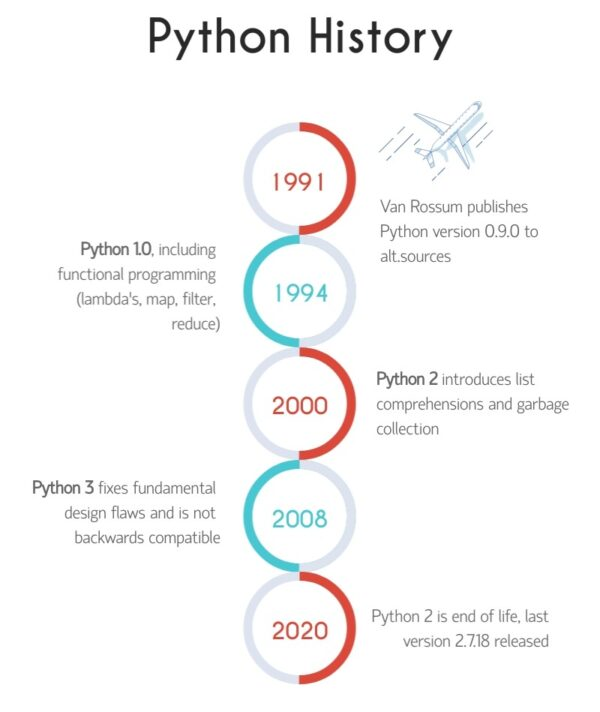 Python History
1991
Van Rossum publishes
Python version 0.9.0 to
alt.sources
Python 1.0, including
functional programming
(lambda's, map, filter,
reduce)
1994
2000
Python 2 introduces list
comprehensions and garbage
collection
Python 3 fixes fundamental
design flaws and is not
backwards compatible
2008
2020
Python 2 is end of life, last
version 2.7.18 released